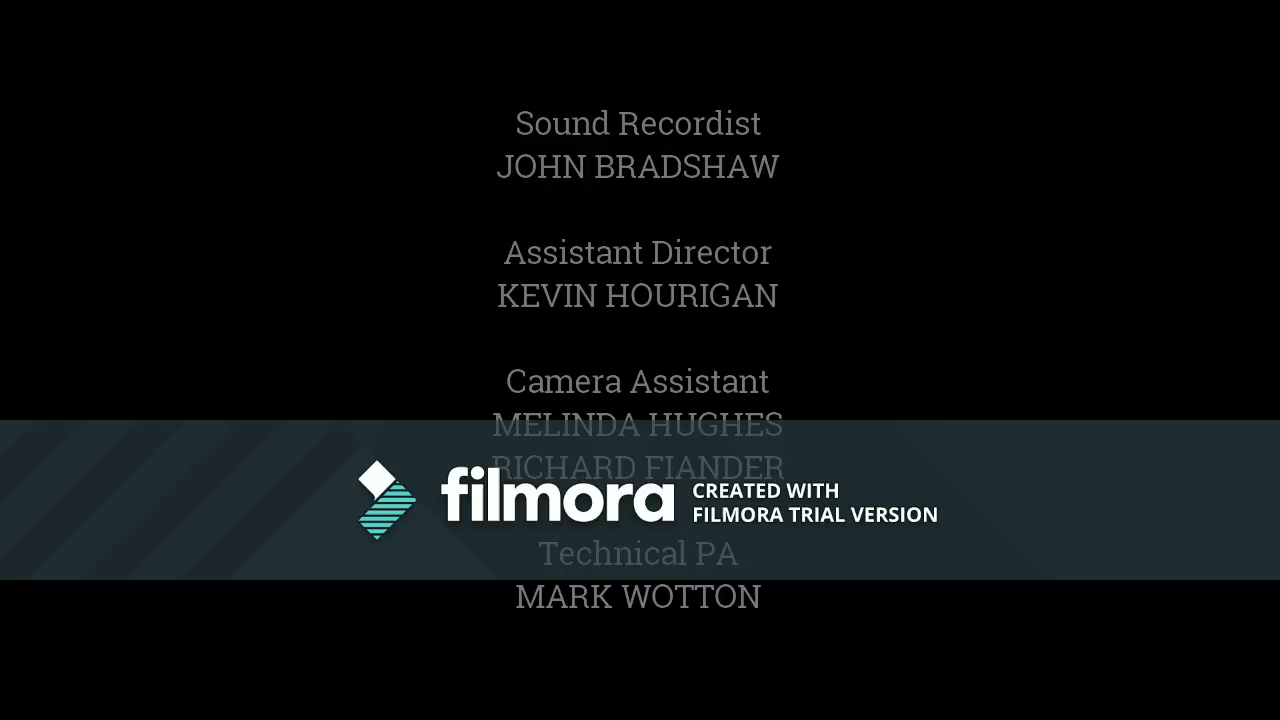 Sound Recordist
JOHN BRADSHAW
Assistant Director
KEVIN HOURIGAN
Camera Assistant
MELINDA HUGHES
RICHARD FIANDER
filmora
CREATED WITH
FILMORA TRIAL VERSION
Technical PA
MARK WOTTON